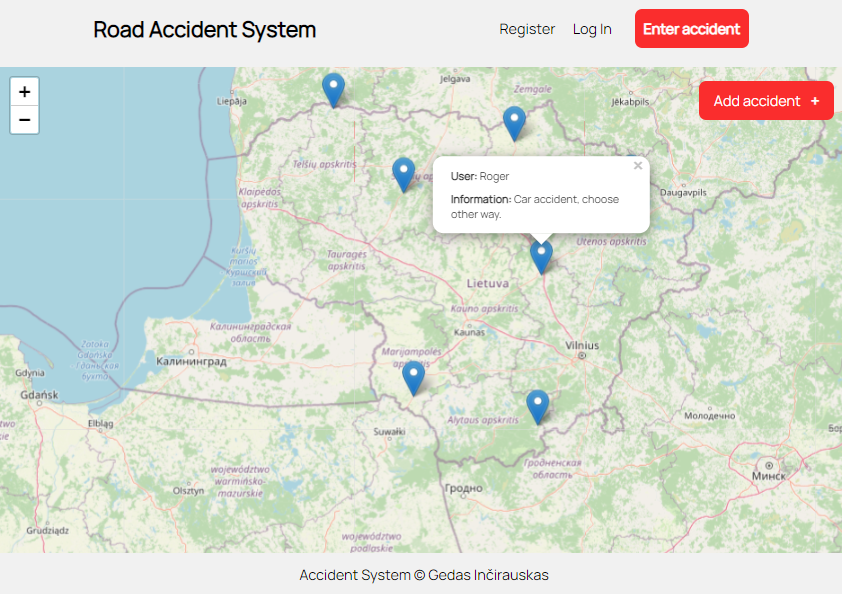 Road Accident System
Register
Log In
Enter accident
+
−
Add accident +
Jelgava
Liepāja
Žemgale
Jēkabpils
Telšių apskritis
Klaipėdos
apskritis
Daugavpils
×
User: Roger
Information: Car accident, choose
other way.
Utenos apskritis
Kuršių
marios
Куршский
залив
Tauragės
apskritis
Lietuva
Kauno apskritis
Kaunas
Калининградская
область
Vilnius
Zatoka
Gdańska
Гданьская
бухта
Marijampolės
apskritis
Калининград
Gdynia
Gdańsk
Elbląg
Alytaus apskritis
Молодечно
Suwałki
Гродненская
область
Минск
województwo
warmińsko-
mazurskie
Olsztyn
Гродно
Grudziądz
województwo
podlaskie
Accident System © Gedas Inčirauskas